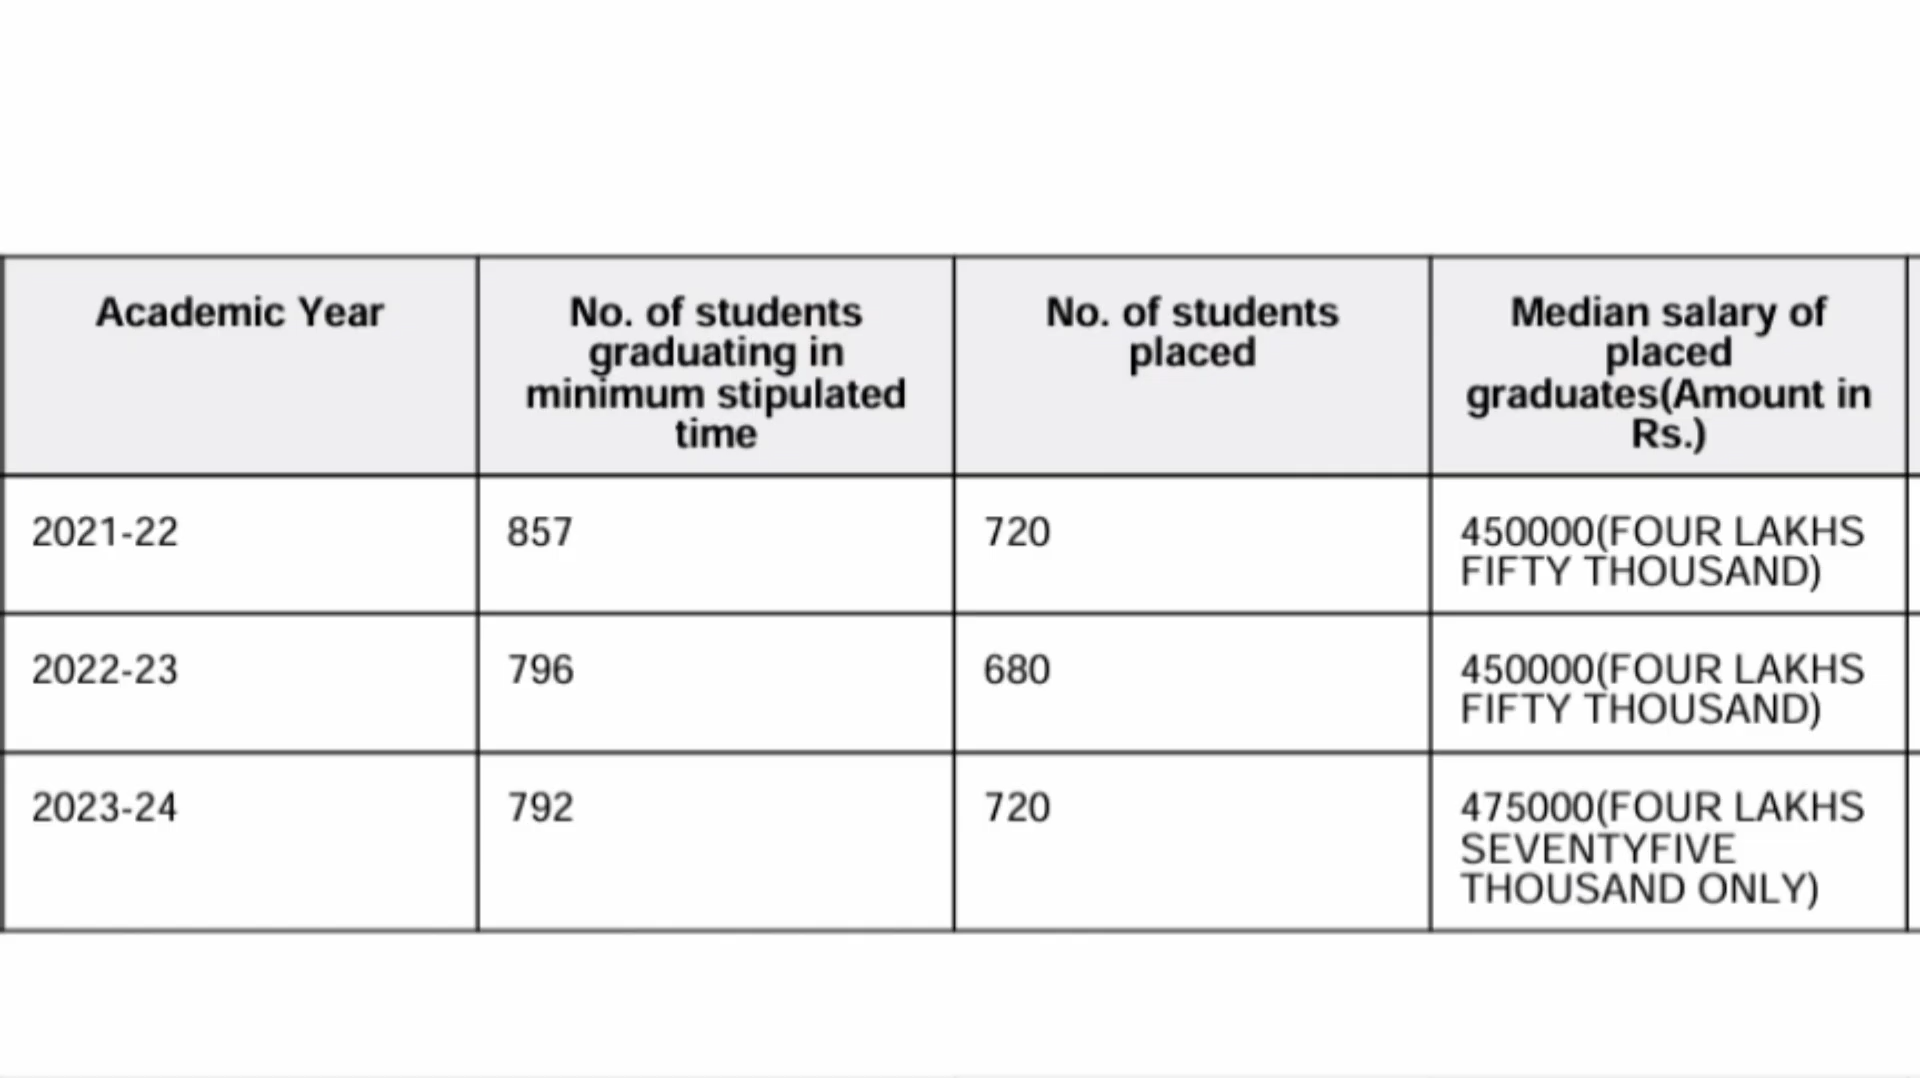 Academic Year
No. of students
graduating in
minimum stipulated
time
No. of students
placed
Median salary of
placed
graduates(Amount in
Rs.)
2021-22
857
720
450000(FOUR LAKHS
FIFTY THOUSAND)
2022-23
796
680
450000(FOUR LAKHS
FIFTY THOUSAND)
2023-24
792
720
475000(FOUR LAKHS
SEVENTYFIVE
THOUSAND ONLY)